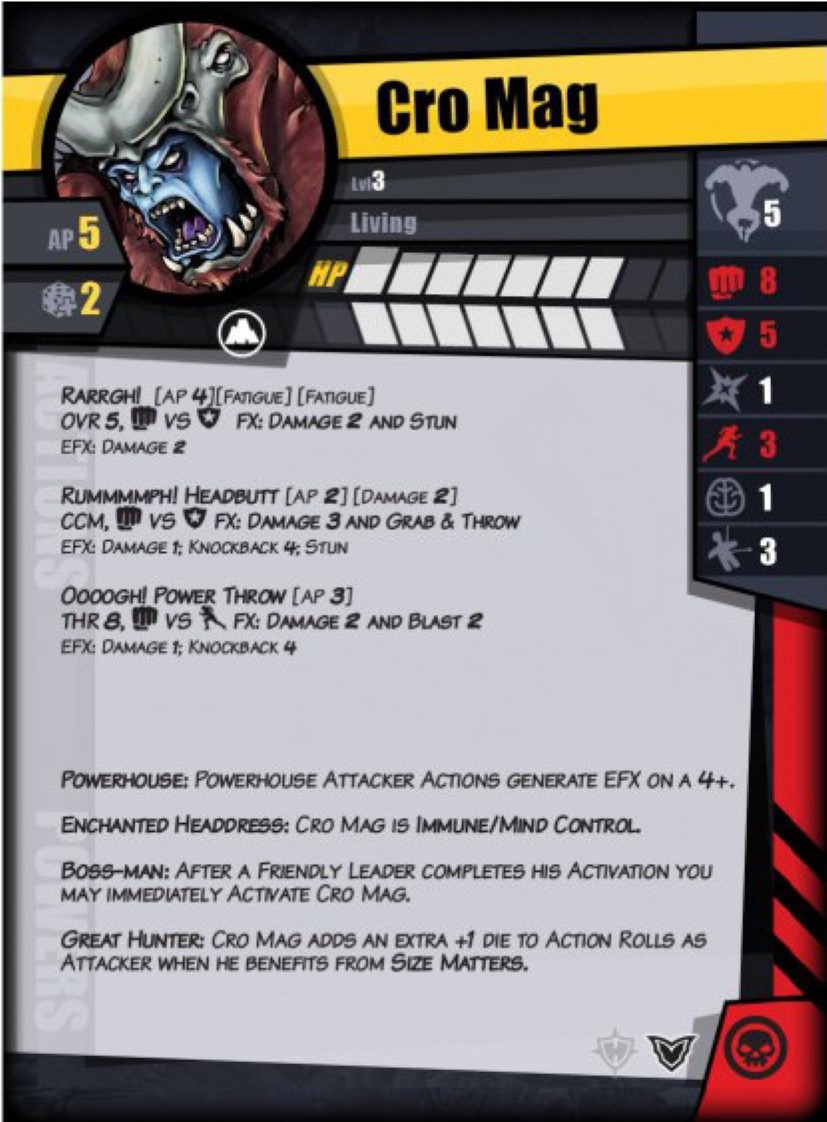 Cro Mag
Lvl3
Living
AP 5
2
HP
5
8
5
1
3
1
3
ACTIONS
RARRGH! [AP 4][FATIGUE] [FATIGUE]
OVR 5, VS FX: DAMAGE 2 AND STUN
EFX: DAMAGE 2
RUMMMMPH! HEADBUTT [AP 2] [DAMAGE 2]
CCM, VS FX: DAMAGE 3 AND GRAB & THROW
EFX: DAMAGE 1; KNOCKBACK 4; STUN
OOOOGH! POWER THROW [AP 3]
THR 8, VS FX: DAMAGE 2 AND BLAST 2
EFX: DAMAGE 1; KNOCKBACK 4
POWERS
POWERHOUSE: POWERHOUSE ATTACKER ACTIONS GENERATE EFX ON A 4+.
ENCHANTED HEADDRESS: CRO MAG IS IMMUNE/MIND CONTROL.
BOSS-MAN: AFTER A FRIENDLY LEADER COMPLETES HIS ACTIVATION YOU
MAY IMMEDIATELY ACTIVATE CRO MAG.
GREAT HUNTER: CRO MAG ADDS AN EXTRA +1 DIE TO ACTION ROLLS AS
ATTACKER WHEN HE BENEFITS FROM SIZE MATTERS.